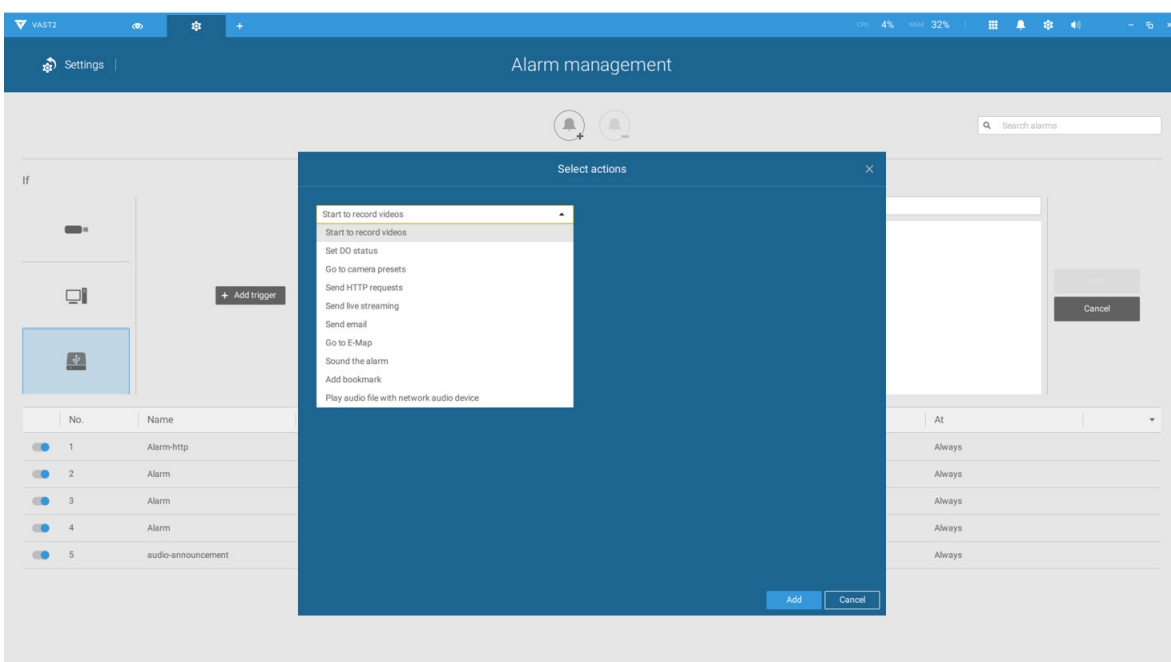 VAST2 + CPU 4% MEM 32%
Settings Alarm management
Search alarms
Select actions
If
Start to record videos
Start to record videos
Set DO status
Go to camera presets
Send HTTP requests
+ Add trigger
Send live streaming
Cancel
Send email
Go to E-Map
Sound the alarm
Add bookmark
Play audio file with network audio device
No. Name At
1 Alarm-http Always
2 Alarm Always
3 Alarm Always
4 Alarm Always
5 audio-announcement Always
Add Cancel